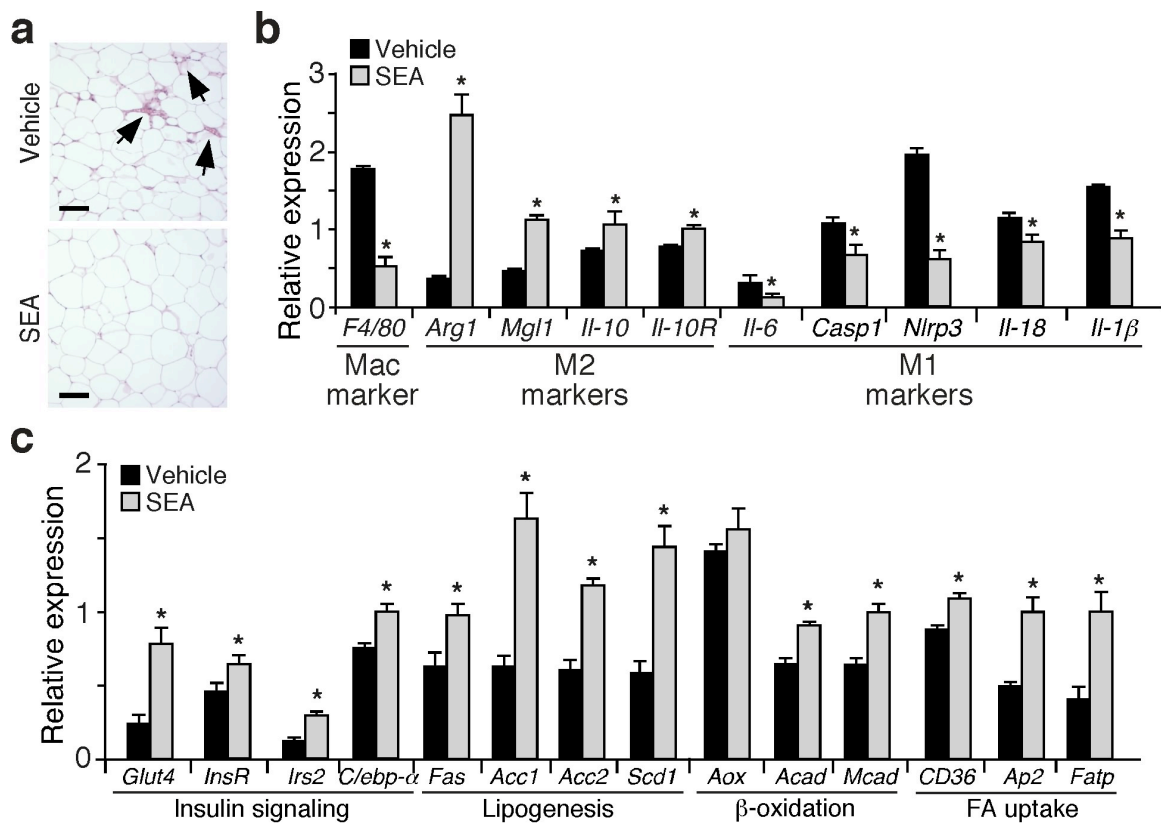 a
Vehicle
SEA
b
Vehicle
SEA
Relative expression
3
2
1
0
* * * * * * * * * *
F4/80 Arg1 Mgl1 Il-10 Il-10R Il-6 Casp1 Nlrp3 Il-18 Il-1β
Mac marker
M2 markers
M1 markers
c
Vehicle
SEA
Relative expression
2
1
0
* * * * * * * * * * * * *
Glut4 InsR Irs2 C/ebp-α Fas Acc1 Acc2 Scd1 Aox Acad Mcad CD36 Ap2 Fatp
Insulin signaling Lipogenesis β-oxidation FA uptake